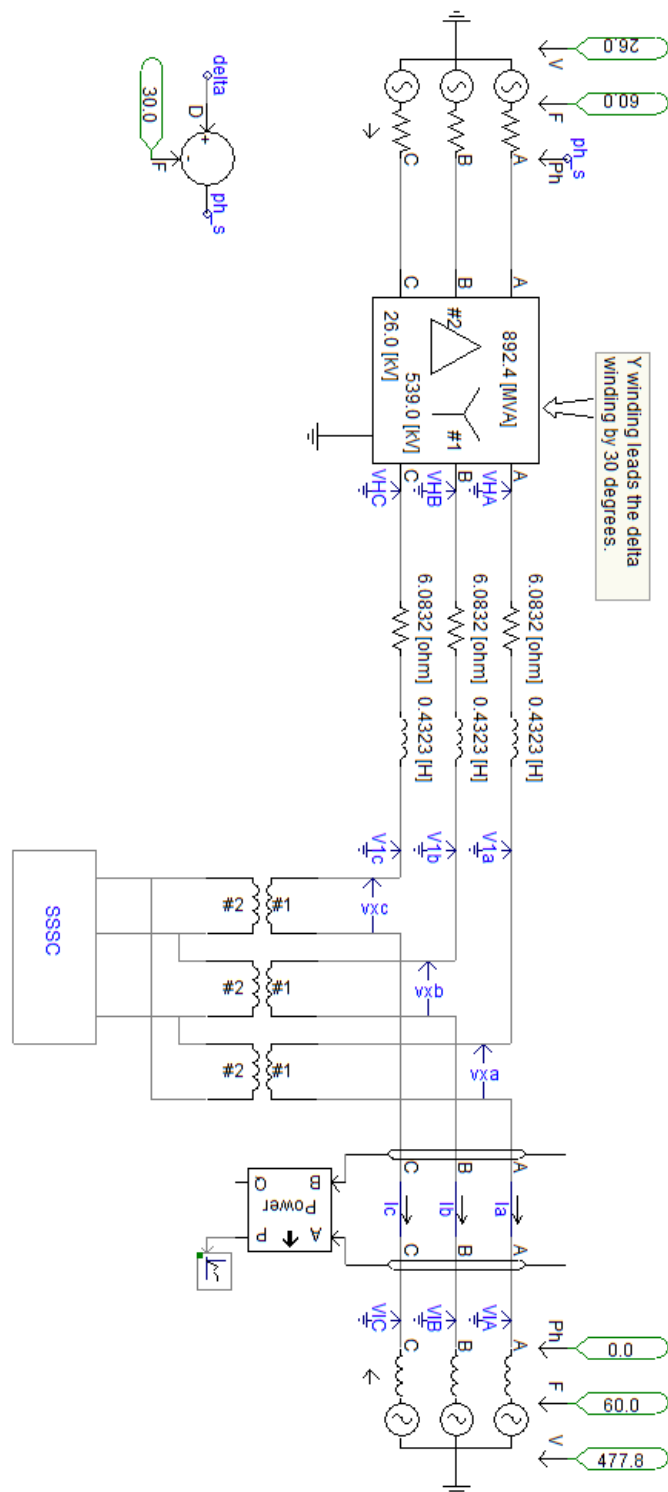 26.0
V
60.0
F
ph_s
Ph
Y winding leads the delta
winding by 30 degrees.
Ph
0.0
F
60.0
V
477.8
A
B
C
A
B
C
892.4 [MVA]
#2
#1
539.0 [kV]
26.0 [kV]
A
B
C
VHA
VHB
VHC
6.0832 [ohm]
0.4323 [H]
6.0832 [ohm]
0.4323 [H]
6.0832 [ohm]
0.4323 [H]
V1a
V1b
V1c
vxc
vxb
vxa
#1
#2
#1
#2
#1
#2
SSSC
A
B
C
Ia
Ib
Ic
A
B
C
VIA
VIB
VIC
A
B
C
B
A
Power
Q
P
delta
D
+
-
F
30.0
ph_s